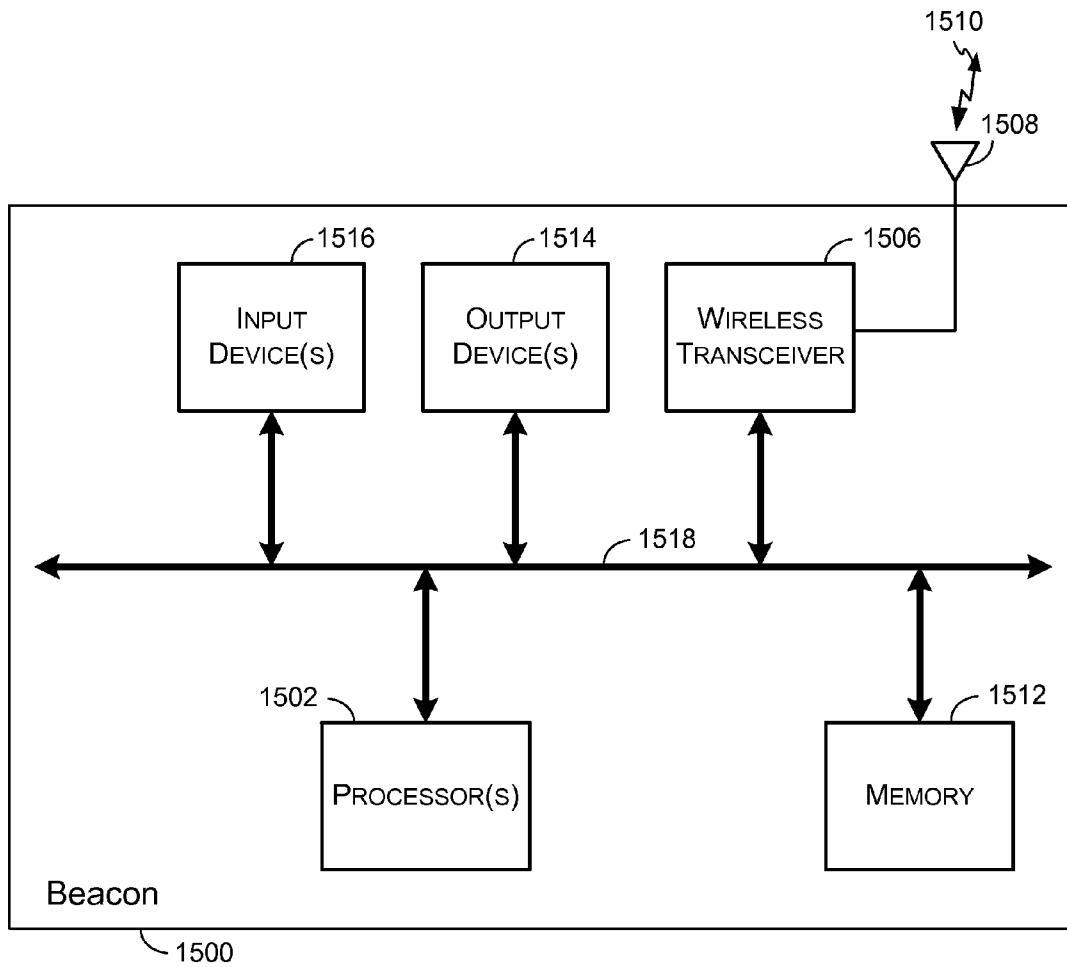 1510
1508
1516
1514
1506
INPUT
DEVICE(S)
OUTPUT
DEVICE(S)
WIRELESS
TRANSCEIVER
1518
1502
1512
PROCESSOR(S)
MEMORY
Beacon
1500